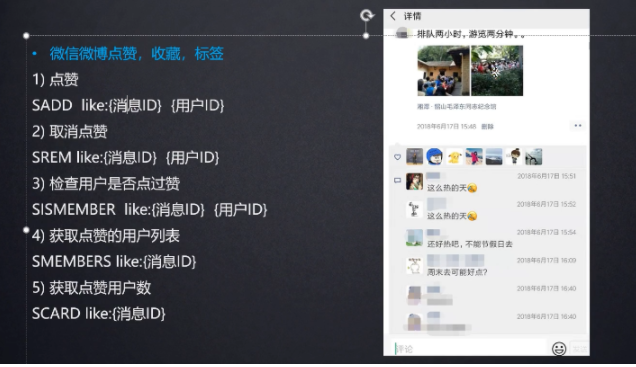 微信微博点赞，收藏，标签
1) 点赞
SADD like:{消息ID} {用户ID}
2) 取消点赞
SREM like:{消息ID} {用户ID}
3) 检查用户是否点过赞
SISMEMBER like:{消息ID} {用户ID}
4) 获取点赞的用户列表
SMEMBERS like:{消息ID}
5) 获取点赞用户数
SCARD like:{消息ID}
详情
排队两小时，游览两分钟。。
湘潭·韶山毛泽东同志纪念馆
2018年6月17日 15:48 删除
2018年6月17日 15:51
这么热的天
2018年6月17日 15:52
这么热的天
2018年6月17日 15:54
还好热吧，不能节假日去
2018年6月17日 16:09
周末去可能好点?
2018年6月17日 16:40
2018年6月17日 16:40
评论